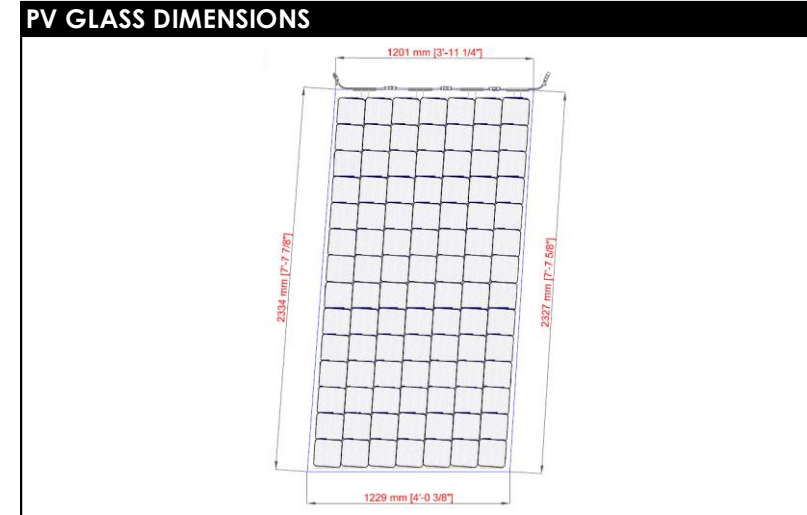 PV GLASS DIMENSIONS
1201 mm [3'-11 1/4"]
2334 mm [7'-7 7/8"]
2327 mm [7'-7 5/8"]
1229 mm [4'-0 3/8"]